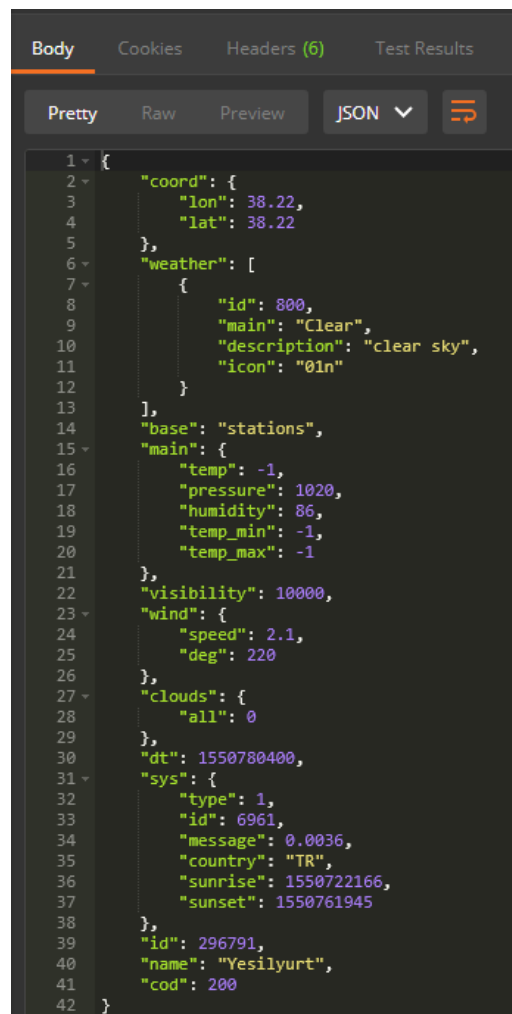 Body Cookies Headers (6) Test Results
Pretty Raw Preview JSON
1 {
2 "coord": {
3 "lon": 38.22,
4 "lat": 38.22
5 },
6 "weather": [
7 {
8 "id": 800,
9 "main": "Clear",
10 "description": "clear sky",
11 "icon": "01n"
12 }
13 ],
14 "base": "stations",
15 "main": {
16 "temp": -1,
17 "pressure": 1020,
18 "humidity": 86,
19 "temp_min": -1,
20 "temp_max": -1
21 },
22 "visibility": 10000,
23 "wind": {
24 "speed": 2.1,
25 "deg": 220
26 },
27 "clouds": {
28 "all": 0
29 },
30 "dt": 1550780400,
31 "sys": {
32 "type": 1,
33 "id": 6961,
34 "message": 0.0036,
35 "country": "TR",
36 "sunrise": 1550722166,
37 "sunset": 1550761945
38 },
39 "id": 296791,
40 "name": "Yesilyurt",
41 "cod": 200
42 }